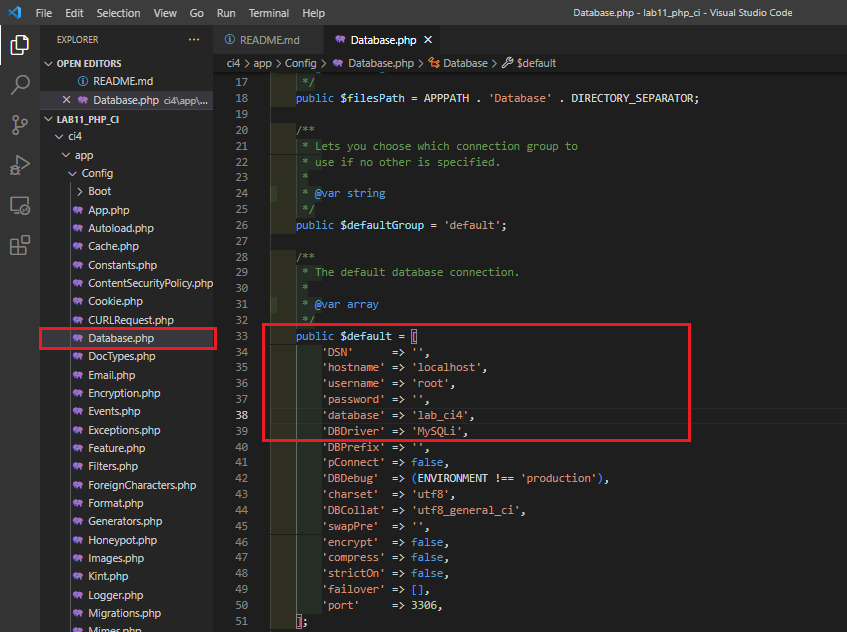 File Edit Selection View Go Run Terminal Help
Database.php - lab11_php_ci - Visual Studio Code
EXPLORER
OPEN EDITORS
README.md
Database.php ci4\app\...
LAB11_PHP_CI
ci4
app
Config
Boot
App.php
Autoload.php
Cache.php
Constants.php
ContentSecurityPolicy.php
Cookie.php
CURLRequest.php
Database.php
DocTypes.php
Email.php
Encryption.php
Events.php
Exceptions.php
Feature.php
Filters.php
ForeignCharacters.php
Format.php
Generators.php
Honeypot.php
Images.php
Kint.php
Logger.php
Migrations.php
Mimes.php
README.md Database.php
ci4 > app > Config > Database.php > Database > $default
17 */
18 public $filesPath = APPPATH . 'Database' . DIRECTORY_SEPARATOR;
19
20 /**
21 * Lets you choose which connection group to
22 * use if no other is specified.
23 *
24 * @var string
25 */
26 public $defaultGroup = 'default';
27
28 /**
29 * The default database connection.
30 *
31 * @var array
32 */
33 public $default = [
34 'DSN' => '',
35 'hostname' => 'localhost',
36 'username' => 'root',
37 'password' => '',
38 'database' => 'lab_ci4',
39 'DBDriver' => 'MySQLi',
40 'DBPrefix' => '',
41 'pConnect' => false,
42 'DBDebug' => (ENVIRONMENT !== 'production'),
43 'charset' => 'utf8',
44 'DBCollat' => 'utf8_general_ci',
45 'swapPre' => '',
46 'encrypt' => false,
47 'compress' => false,
48 'strictOn' => false,
49 'failover' => [],
50 'port' => 3306,
51 ];